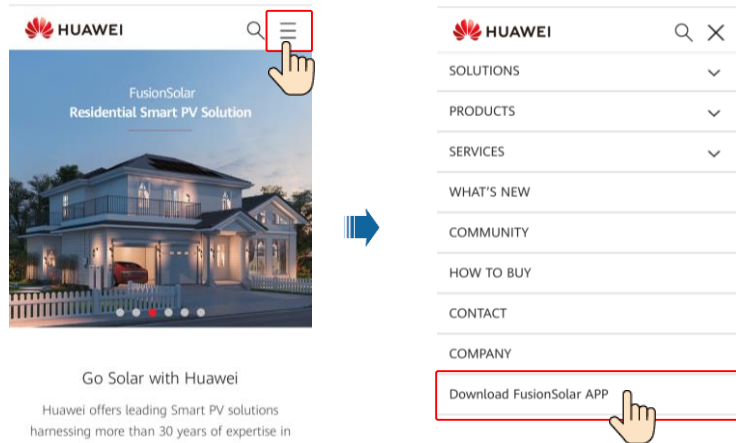 HUAWEI
FusionSolar
Residential Smart PV Solution
Go Solar with Huawei
Huawei offers leading Smart PV solutions
harnessing more than 30 years of expertise in
HUAWEI
SOLUTIONS
PRODUCTS
SERVICES
WHAT'S NEW
COMMUNITY
HOW TO BUY
CONTACT
COMPANY
Download FusionSolar APP